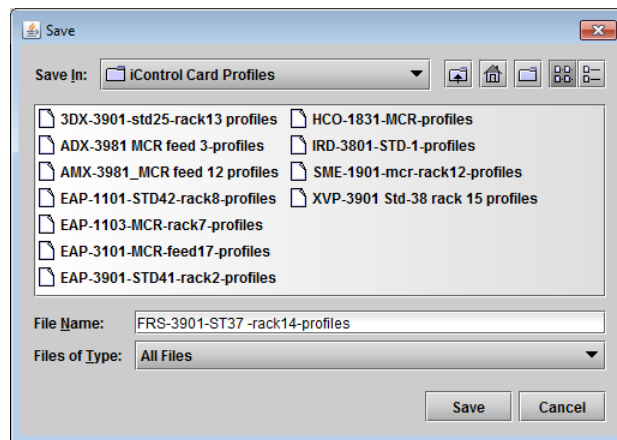 Save
Save In: iControl Card Profiles
3DX-3901-std25-rack13 profiles
ADX-3981 MCR feed 3-profiles
AMX-3981_MCR feed 12 profiles
EAP-1101-STD42-rack8-profiles
EAP-1103-MCR-rack7-profiles
EAP-3101-MCR-feed17-profiles
EAP-3901-STD41-rack2-profiles
HCO-1831-MCR-profiles
IRD-3801-STD-1-profiles
SME-1901-mcr-rack12-profiles
XVP-3901 Std-38 rack 15 profiles
File Name: FRS-3901-ST37 -rack14-profiles
Files of Type: All Files
Save Cancel